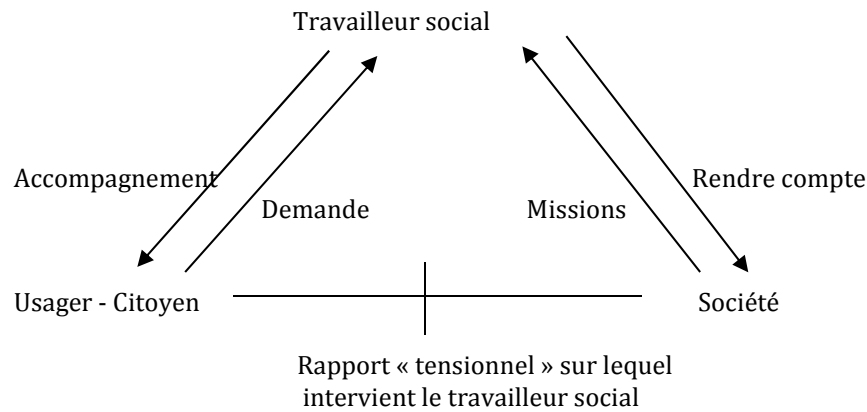 Travailleur social
Accompagnement
Rendre compte
Demande
Missions
Usager - Citoyen
Société
Rapport « tensionnel » sur lequel
intervient le travailleur social